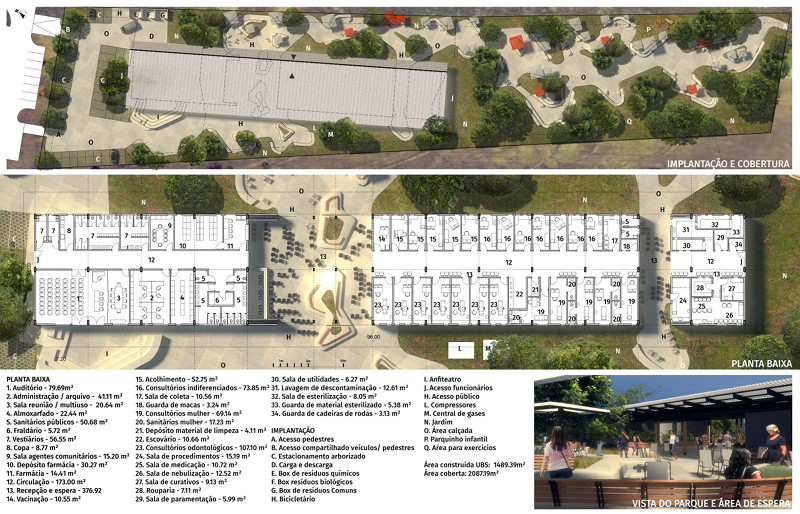 IMPLANTAÇÃO E COBERTURA
PLANTA BAIXA
PLANTA BAIXA
1. Auditório - 79.69m²
2. Administração / arquivo - 41.11 m²
3. Sala reunião / multiuso - 20.64 m²
4. Almoxarfado - 22.44 m²
5. Sanitários públicos - 50.68 m²
6. Fraldário - 5.72 m²
7. Vestiários - 56.55 m²
8. Copa - 8.77 m²
9. Sala agentes comunitários - 15.20 m²
10. Depósito farmácia - 30.27 m²
11. Farmácia - 14.41 m²
12. Circulação - 173.00 m²
13. Recepção e espera - 376.92
14. Vacinação - 10.55 m²
15. Acolhimento - 52.75 m²
16. Consultórios indiferenciados - 73.85 m²
17. Sala de coleta - 10.56 m²
18. Guarda de macas - 3.24 m²
19. Consultórios mulher - 69.14 m²
20. Sanitários mulher - 17.23 m²
21. Depósito material de limpeza - 4.11 m²
22. Escovário - 10.66 m²
23. Consultórios odontológicos - 107.10 m²
24. Sala de procedimentos - 15.19 m²
25. Sala de medicação - 10.72 m²
26. Sala de nebulização - 12.52 m²
27. Sala de curativos - 9.13 m²
28. Rouparia - 7.11 m²
29. Sala de paramentação - 5.99 m²
30. Sala de utilidades - 6.27 m²
31. Lavagem de descontaminação - 12.61 m²
32. Sala de esterilização - 8.05 m²
33. Guarda de material esterilizado - 5.38 m²
34. Guarda de cadeiras de rodas - 3.13 m²
IMPLANTAÇÃO
A. Acesso pedestres
B. Acesso compartilhado veículos/ pedestres
C. Estacionamento arborizado
D. Carga e descarga
E. Box de resíduos químicos
F. Box resíduos biológicos
G. Box de resíduos Comuns
H. Bicicletário
I. Anfiteatro
J. Acesso funcionários
H. Acesso público
L. Compressores
M. Central de gases
N. Jardim
O. Área calçada
P. Parquinho infantil
Q. Área para exercícios
Área construída UBS: 1489.39m²
Área coberta: 2087.19m²
VISTA DO PARQUE E ÁREA DE ESPERA